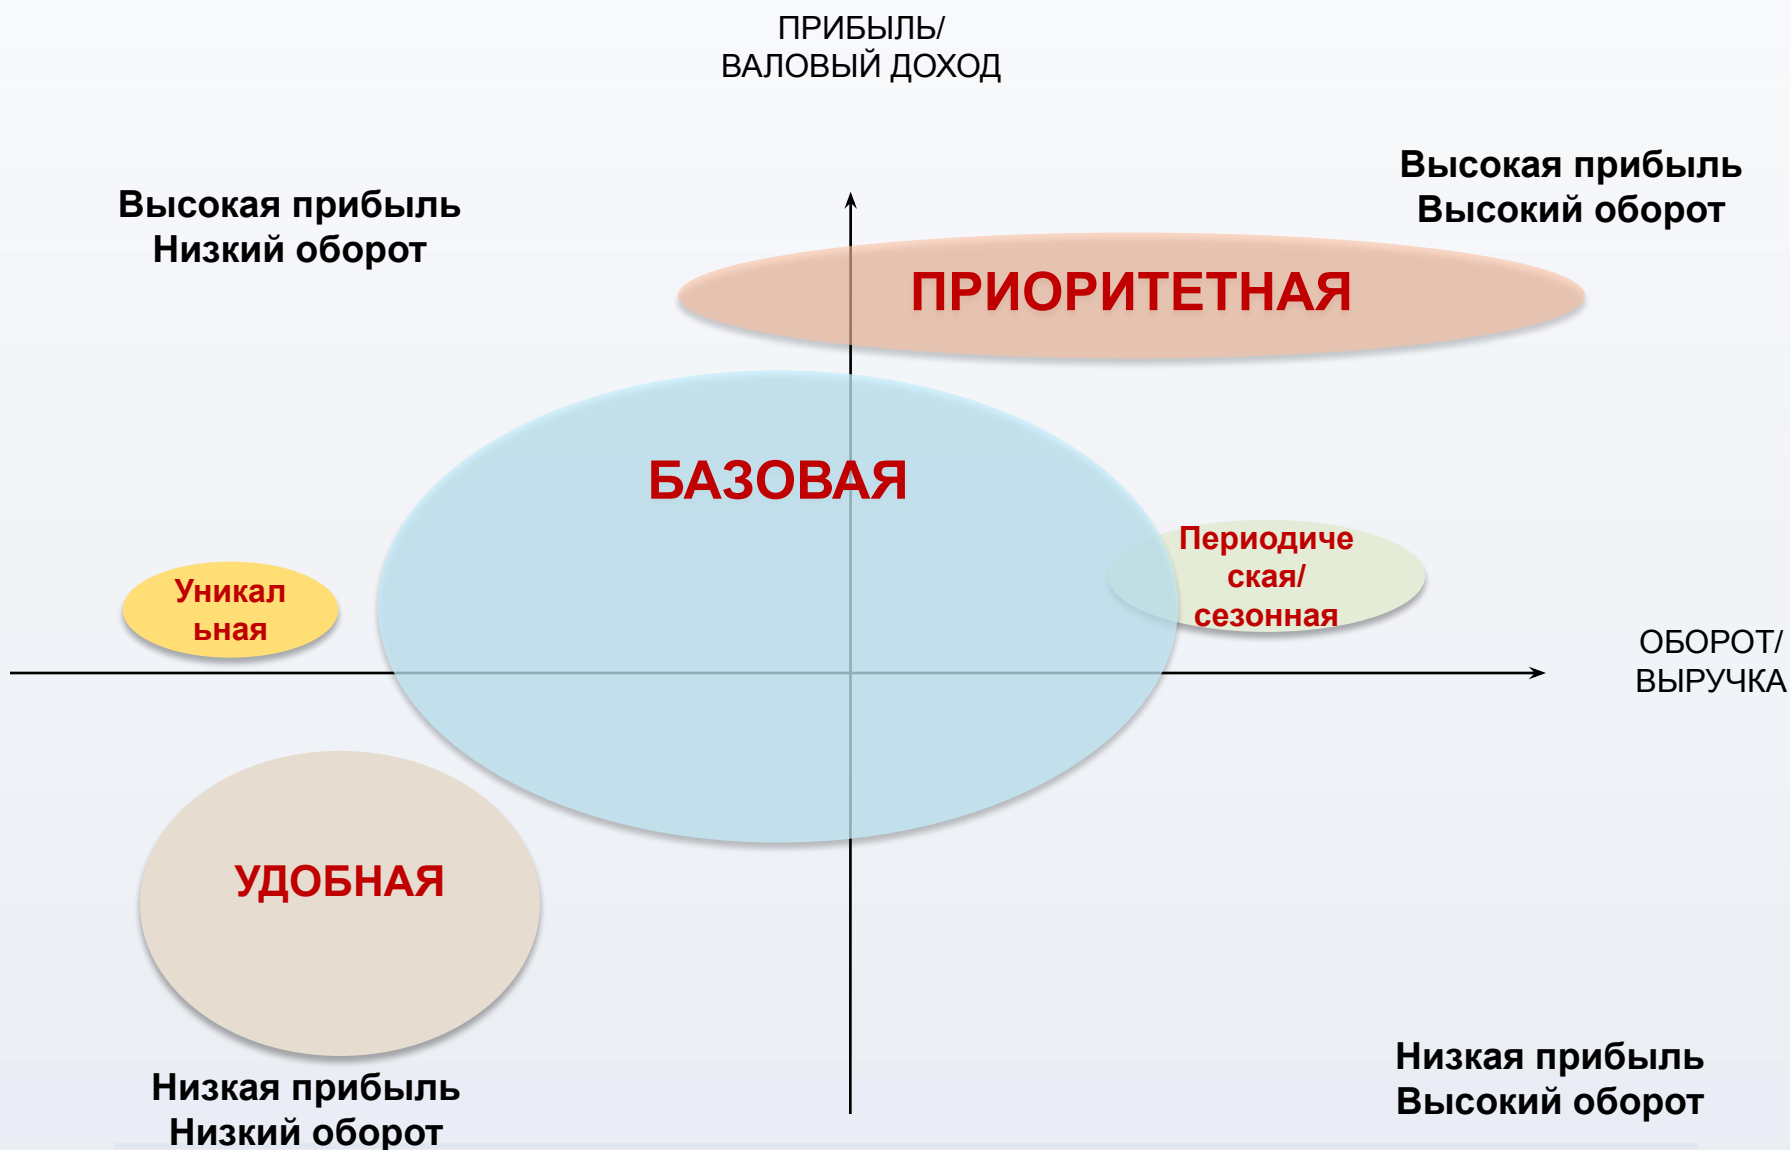 ПРИБЫЛЬ/
ВАЛОВЫЙ ДОХОД
Высокая прибыль
Высокий оборот
Высокая прибыль
Низкий оборот
ПРИОРИТЕТНАЯ
БАЗОВАЯ
Периодиче
ская/
сезонная
Уникал
ьная
ОБОРОТ/
ВЫРУЧКА
УДОБНАЯ
Низкая прибыль
Высокий оборот
Низкая прибыль
Низкий оборот